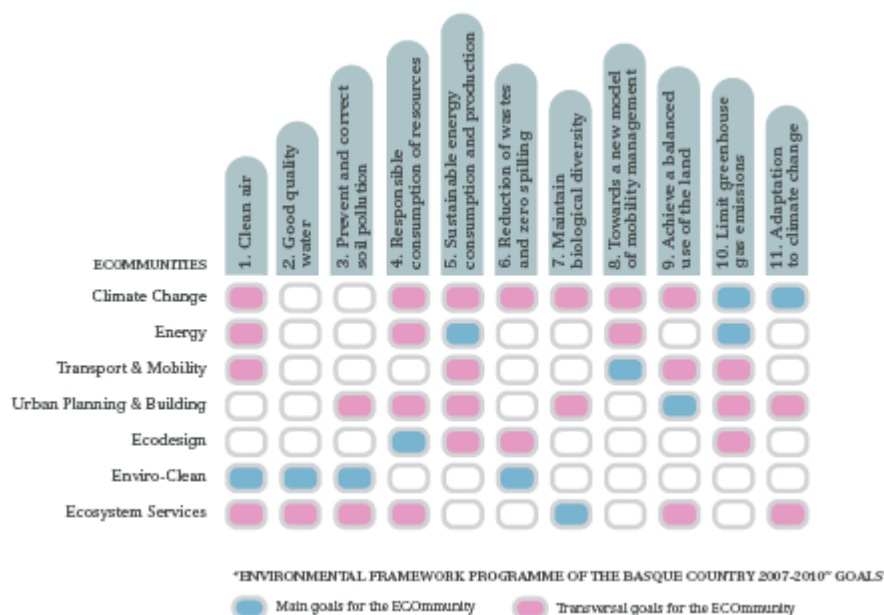 1. Clean air
2. Good quality
water
3. Prevent and correct
soil pollution
4. Responsible
consumption of resources
5. Sustainable energy
consumption and production
6. Reduction of wastes
and zero spilling
7. Maintain
biological diversity
8. Towards a new model
of mobility management
9. Achieve a balanced
use of the land
10. Limit greenhouse
gas emissions
11. Adaptation
to climate change
ECOMMUNITIES
Climate Change
Energy
Transport & Mobility
Urban Planning & Building
Ecodesign
Enviro-Clean
Ecosystem Services
"ENVIRONMENTAL FRAMEWORK PROGRAMME OF THE BASQUE COUNTRY 2007-2010" GOALS
Main goals for the ECOmmunity
Transversal goals for the ECOmmunity